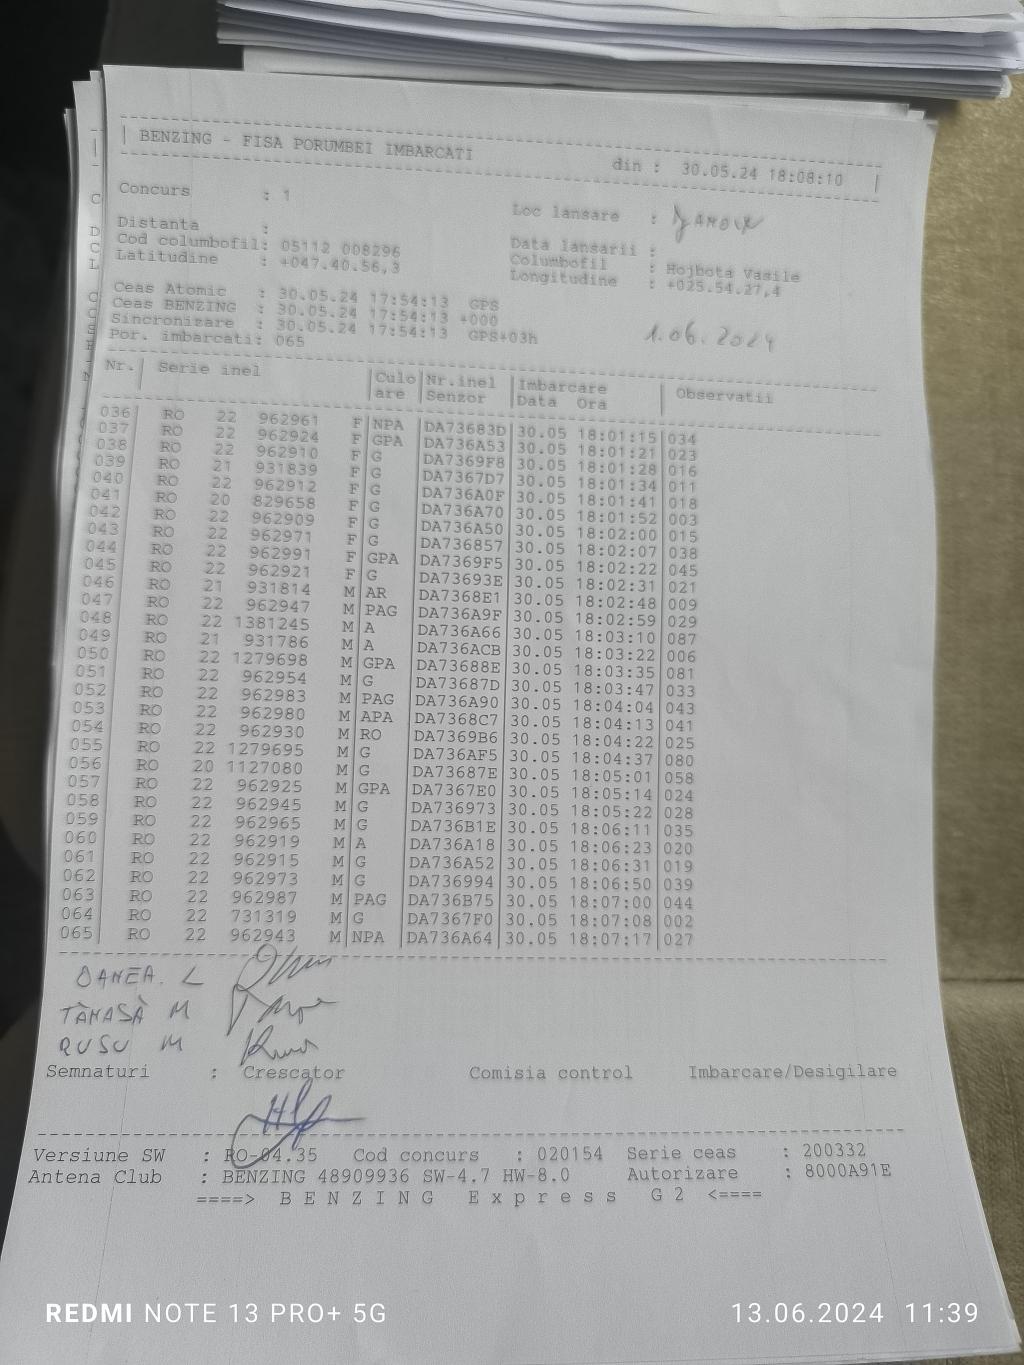 BENZING - FISA PORUMBEI IMBARCATI din : 30.05.24 18:08:10
Concurs : 1 Loc lansare :
Distanta : Data lansarii :
Cod columbofil: 05112 008296 Columbofil : Hojbota Vasile
Latitudine : +047.40.56,3 Longitudine : +025.54.27,4
Ceas Atomic : 30.05.24 17:54:13 GPS
Ceas BENZING : 30.05.24 17:54:13 +000
Sincronizare : 30.05.24 17:54:13 GPS+03h
1.06.2024
Por. imbarcati: 065
Nr. Serie inel Culo Nr.inel Imbarcare Observatii
are Senzor Data Ora
036 RO 22 962961 F NPA DA73683D 30.05 18:01:15 034
037 RO 22 962924 F GPA DA736A53 30.05 18:01:21 023
038 RO 22 962910 F G DA7369F8 30.05 18:01:28 016
039 RO 21 931839 F G DA7367D7 30.05 18:01:34 011
040 RO 22 962912 F G DA736A0F 30.05 18:01:41 018
041 RO 20 829658 F G DA736A70 30.05 18:01:52 003
042 RO 22 962909 F G DA736A50 30.05 18:02:00 015
043 RO 22 962971 F G DA736857 30.05 18:02:07 038
044 RO 22 962991 F GPA DA7369F5 30.05 18:02:22 045
045 RO 22 962921 F G DA73693E 30.05 18:02:31 021
046 RO 21 931814 M AR DA7368E1 30.05 18:02:48 009
047 RO 22 962947 M PAG DA736A9F 30.05 18:02:59 029
048 RO 22 1381245 M A DA736A66 30.05 18:03:10 087
049 RO 21 931786 M A DA736ACB 30.05 18:03:22 006
050 RO 22 1279698 M GPA DA73688E 30.05 18:03:35 081
051 RO 22 962954 M G DA73687D 30.05 18:03:47 033
052 RO 22 962983 M PAG DA736A90 30.05 18:04:04 043
053 RO 22 962980 M APA DA7368C7 30.05 18:04:13 041
054 RO 22 962930 M RO DA7369B6 30.05 18:04:22 025
055 RO 22 1279695 M G DA736AF5 30.05 18:04:37 080
056 RO 20 1127080 M G DA73687E 30.05 18:05:01 058
057 RO 22 962925 M GPA DA7367E0 30.05 18:05:14 024
058 RO 22 962945 M G DA736973 30.05 18:05:22 028
059 RO 22 962965 M G DA736B1E 30.05 18:06:11 035
060 RO 22 962919 M A DA736A18 30.05 18:06:23 020
061 RO 22 962915 M G DA736A52 30.05 18:06:31 019
062 RO 22 962973 M G DA736994 30.05 18:06:50 039
063 RO 22 962987 M PAG DA736B75 30.05 18:07:00 044
064 RO 22 731319 M G DA7367F0 30.05 18:07:08 002
065 RO 22 962943 M NPA DA736A64 30.05 18:07:17 027
OANEA. L
TĂNASĂ M
RUSU M
Semnaturi : Crescator Comisia control Imbarcare/Desigilare
Versiune SW : RO-04.35 Cod concurs : 020154 Serie ceas : 200332
Antena Club : BENZING 48909936 SW-4.7 HW-8.0 Autorizare : 8000A91E
====> B E N Z I N G E x p r e s s G 2 <====
REDMI NOTE 13 PRO+ 5G 13.06.2024 11:39